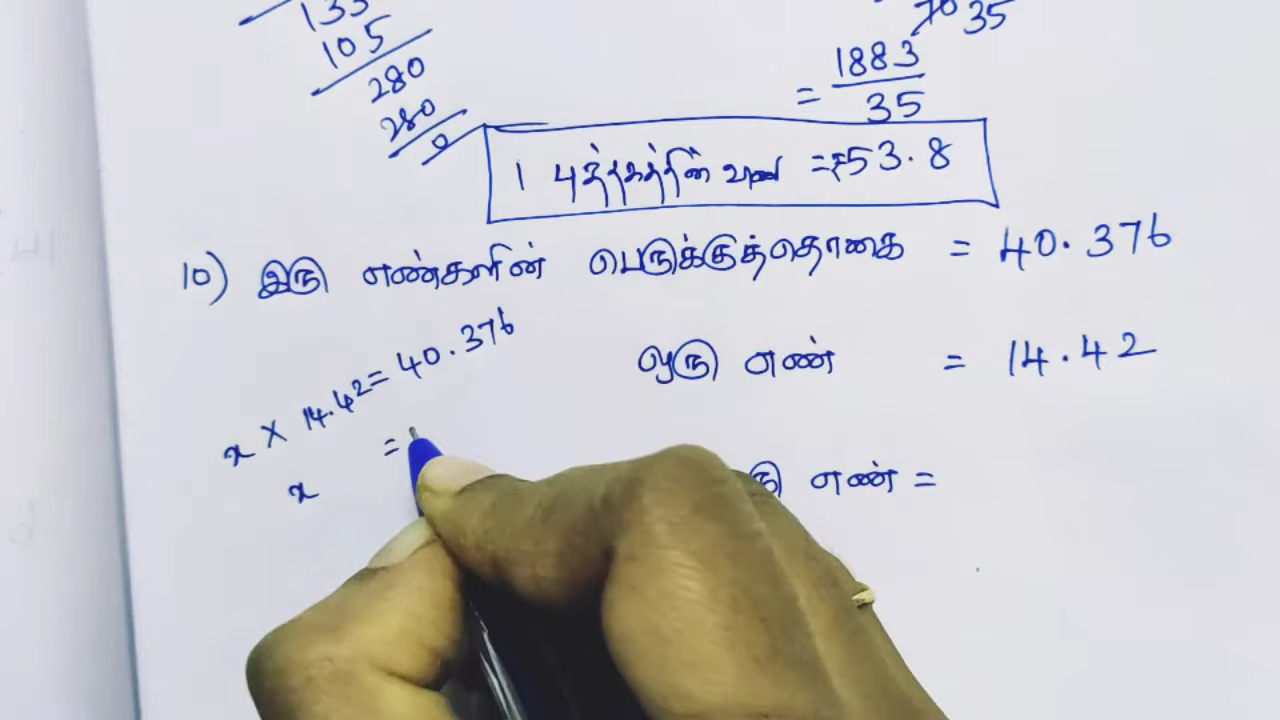 133
105
280
280
0
70 35
= 1883
35
1 புத்தகத்தின் விலை = ₹53.8
10) இரு எண்களின் பெருக்குத்தொகை = 40.376
x × 14.42 = 40.376
ஒரு எண் = 14.42
x =
எண் =